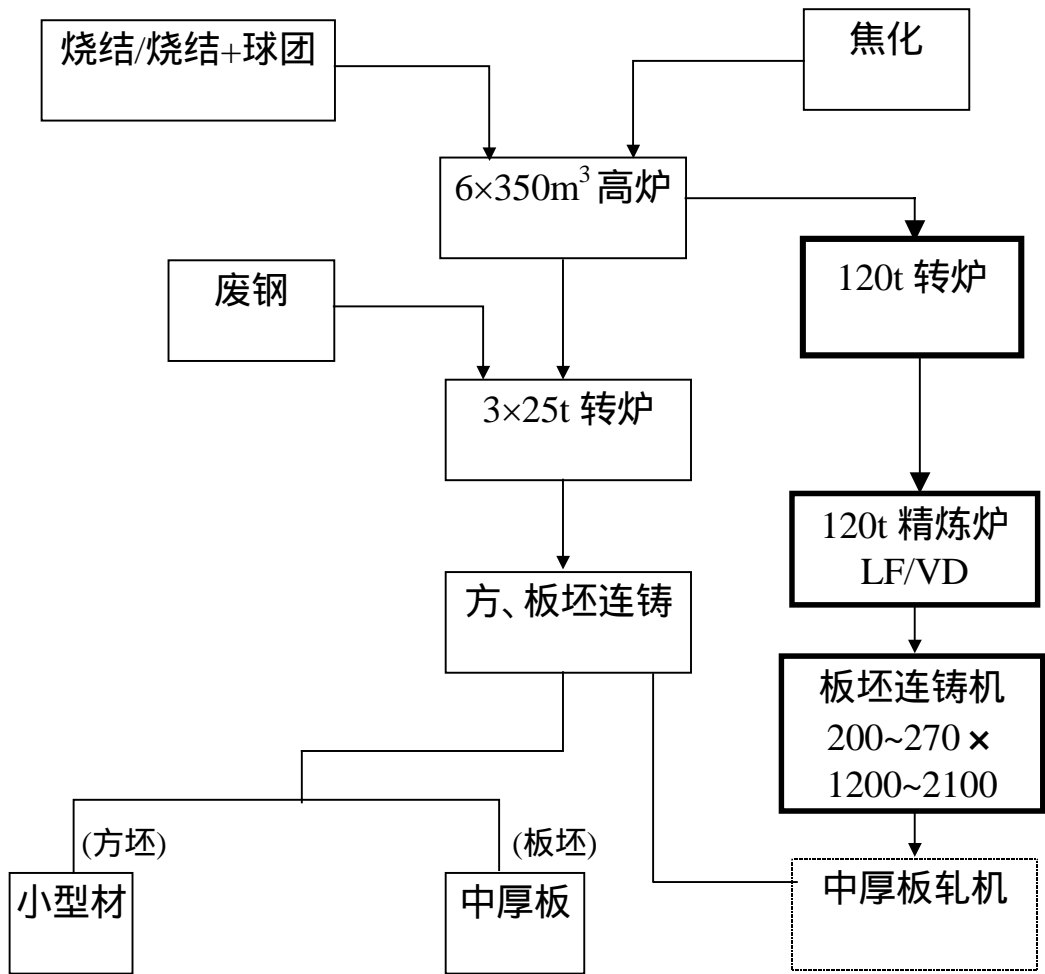 烧结/烧结+球团
焦化
6×350m³ 高炉
120t 转炉
废钢
3×25t 转炉
120t 精炼炉
LF/VD
方、板坯连铸
板坯连铸机
200~270 ×
1200~2100
(方坯)
(板坯)
小型材
中厚板
中厚板轧机